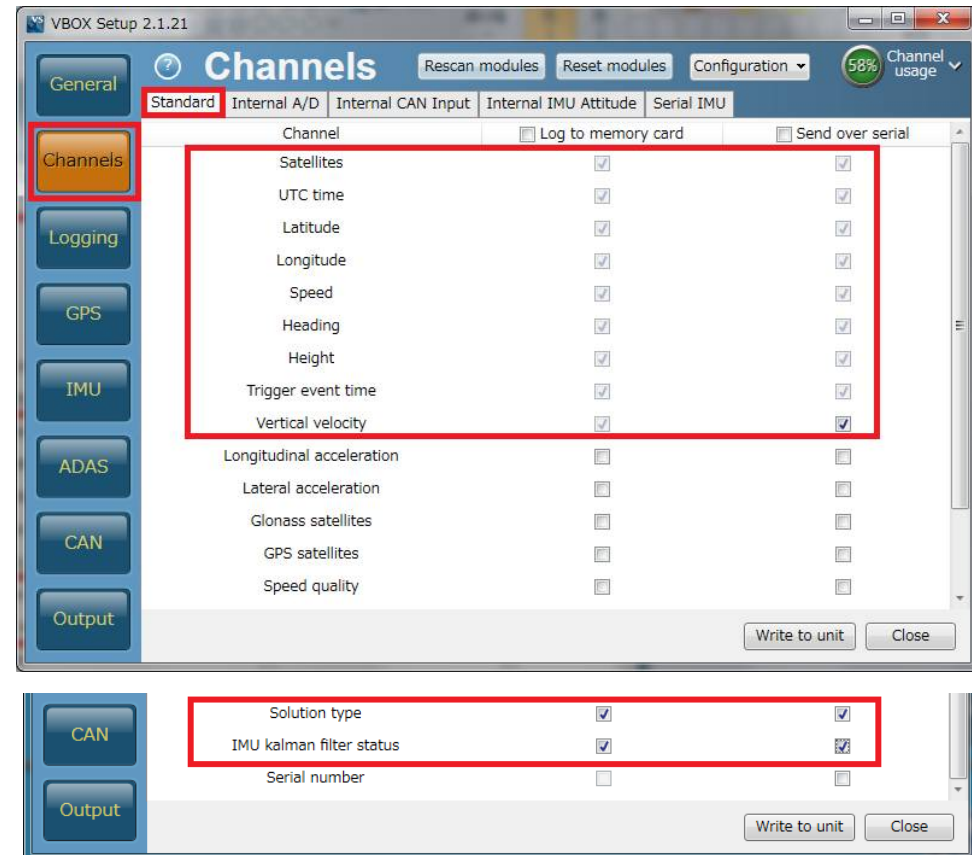 VBOX Setup 2.1.21
General
Channels
Logging
GPS
IMU
ADAS
CAN
Output
? Channels Rescan modules Reset modules Configuration 58% Channel usage
Standard Internal A/D Internal CAN Input Internal IMU Attitude Serial IMU
Channel Log to memory card Send over serial
Satellites
UTC time
Latitude
Longitude
Speed
Heading
Height
Trigger event time
Vertical velocity
Longitudinal acceleration
Lateral acceleration
Glonass satellites
GPS satellites
Speed quality
Write to unit Close
CAN
Output
Solution type
IMU kalman filter status
Serial number
Write to unit Close